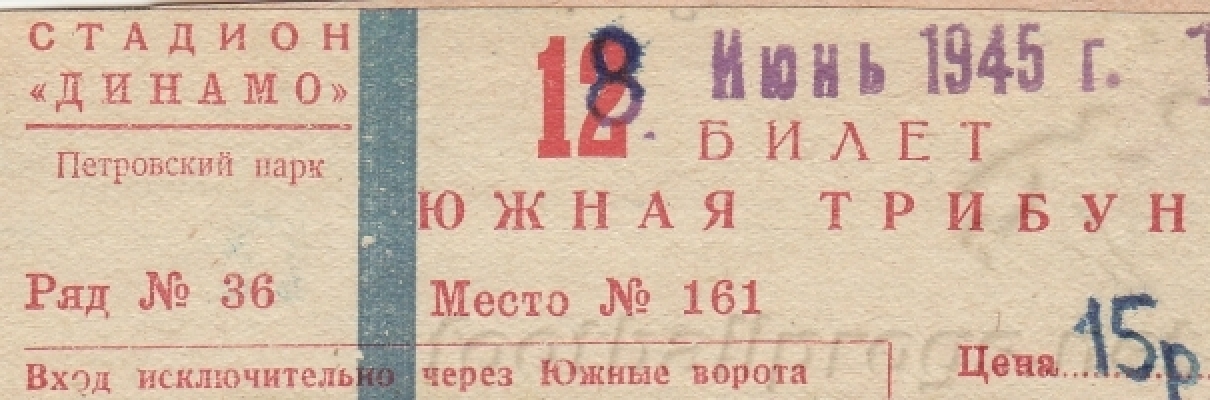 СТАДИОН
«ДИНАМО»
Петровский парк
Ряд № 36
12 8 Июнь 1945 г.
БИЛЕТ
ЮЖНАЯ ТРИБУН
Место № 161
Вход исключительно через Южные ворота
Цена 15р